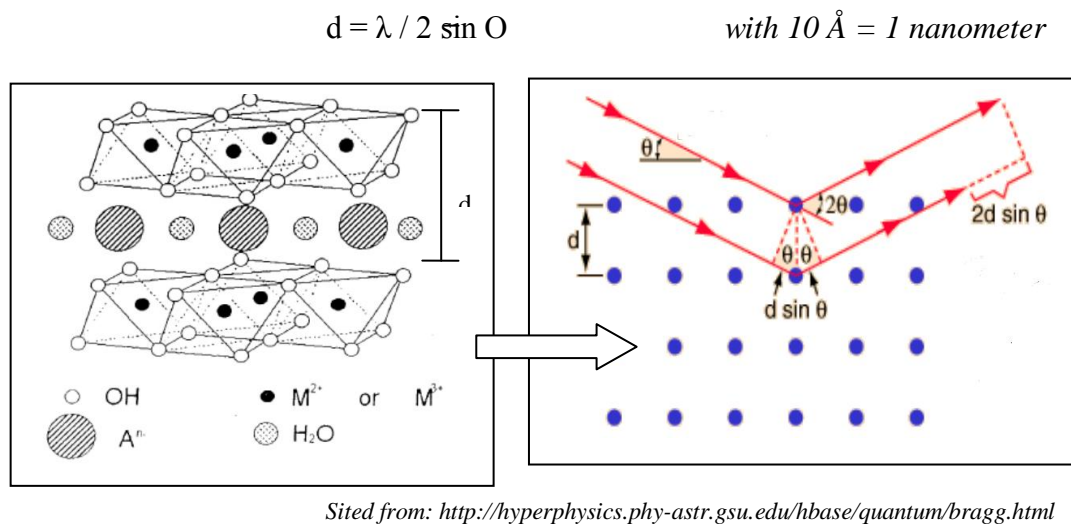 d = λ / 2 sin O with 10 Å = 1 nanometer
d
OH
M2+ or M3+
An-
H2O
θ
2θ
d
θ θ
d sin θ
2d sin θ
Sited from: http://hyperphysics.phy-astr.gsu.edu/hbase/quantum/bragg.html